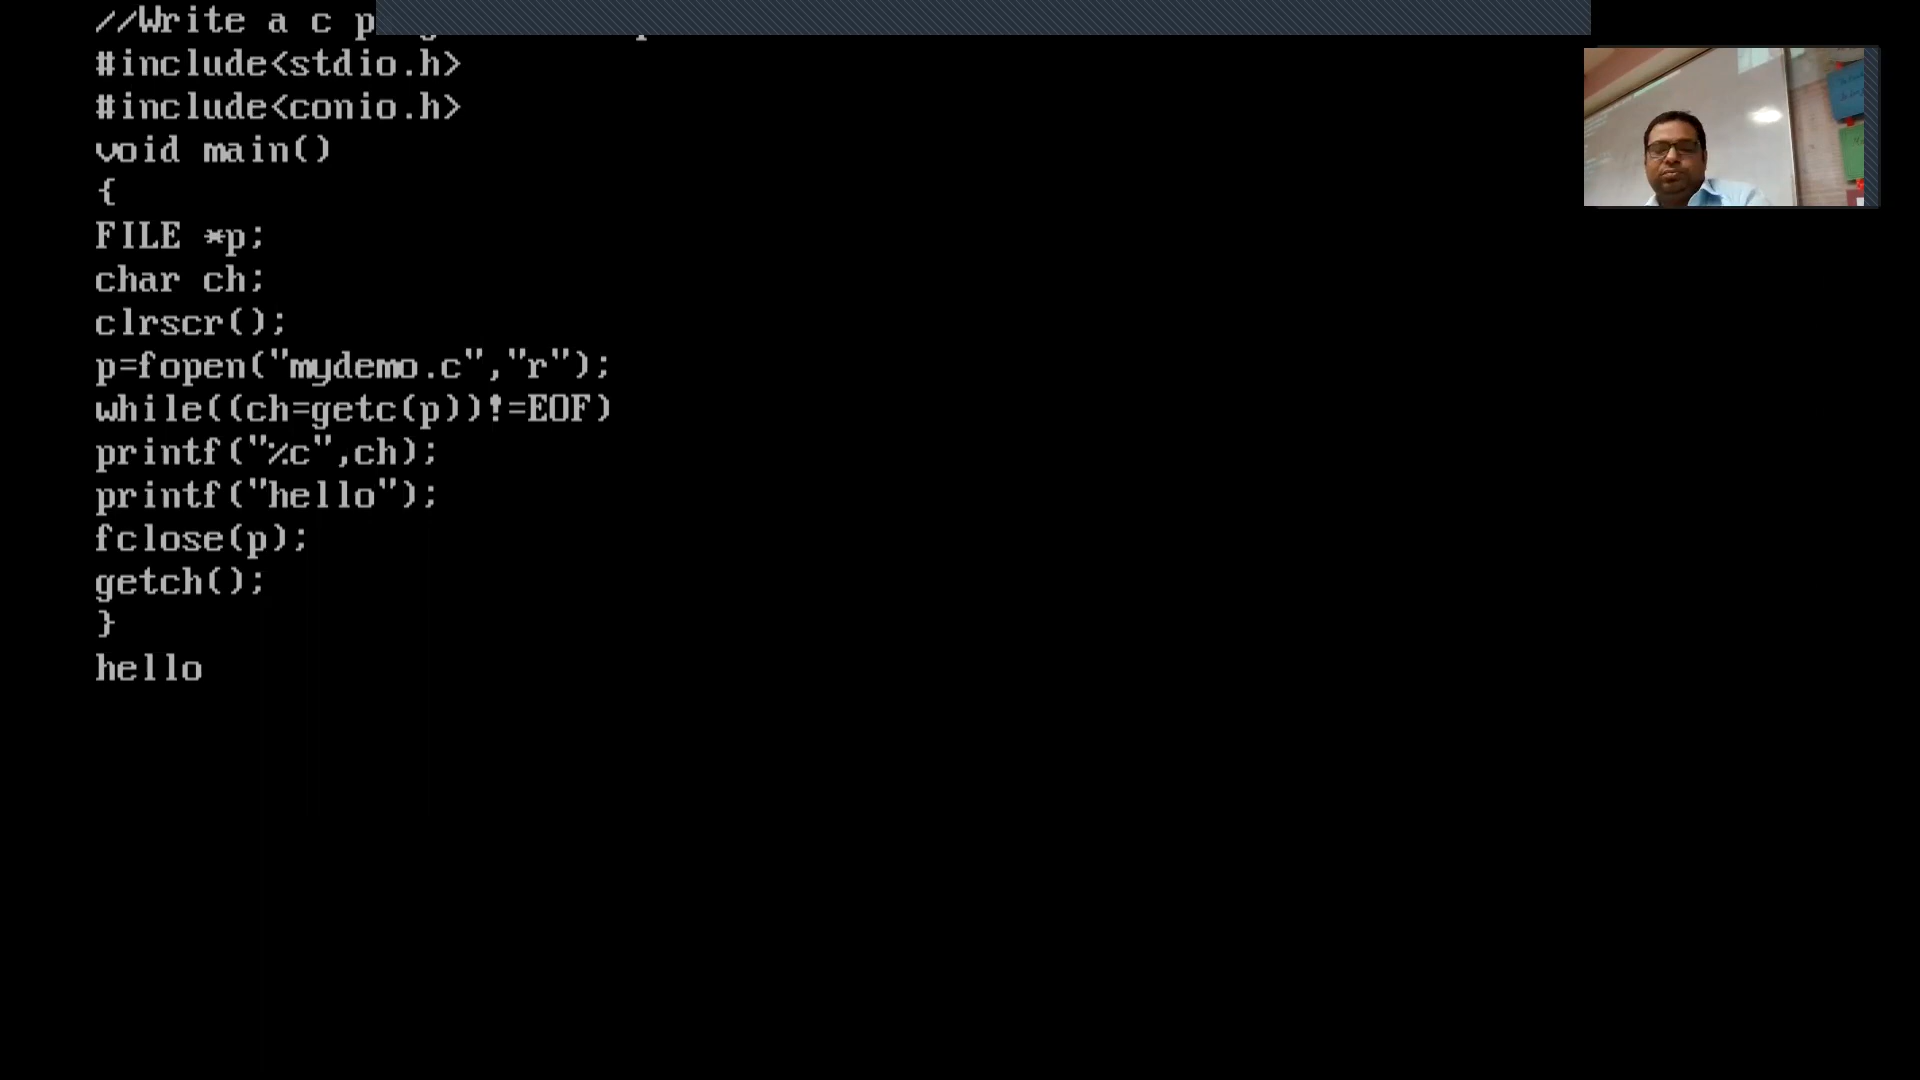 //Write a c
#include<stdio.h>
#include<conio.h>
void main()
{
FILE *p;
char ch;
clrscr();
p=fopen("mydemo.c","r");
while((ch=getc(p))!=EOF)
printf("%c",ch);
printf("hello");
fclose(p);
getch();
}
hello